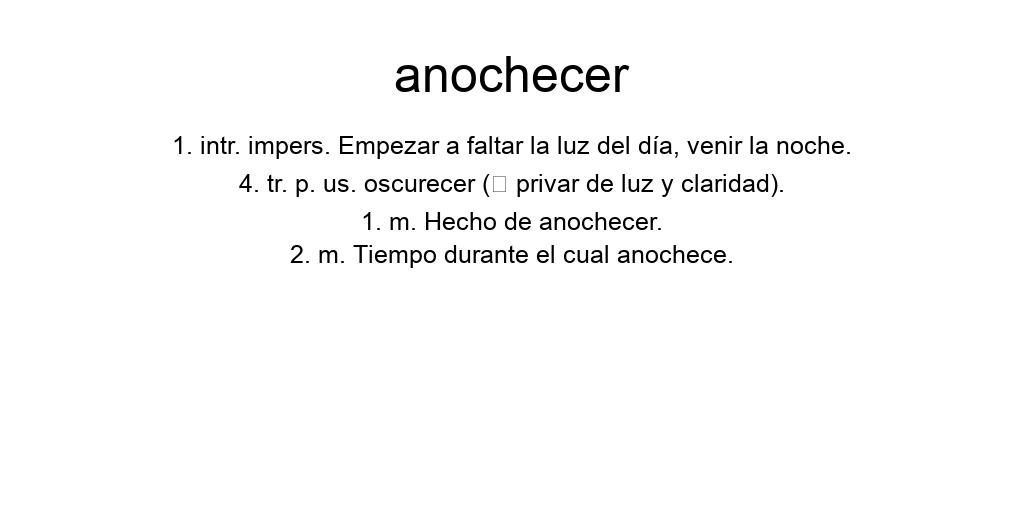 anochecer
1. intr. impers. Empezar a faltar la luz del día, venir la noche.
4. tr. p. us. oscurecer (□ privar de luz y claridad).
1. m. Hecho de anochecer.
2. m. Tiempo durante el cual anochece.